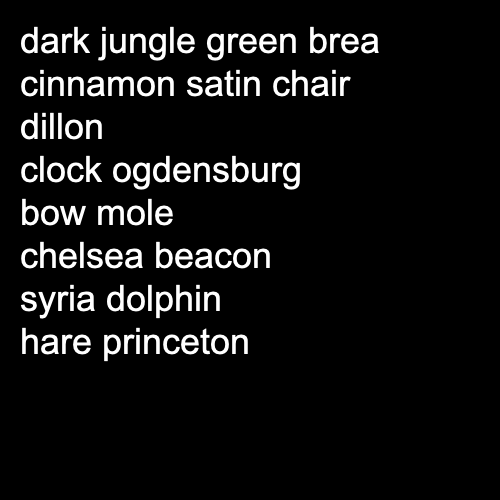 dark jungle green brea
cinnamon satin chair
dillon
clock ogdensburg
bow mole
chelsea beacon
syria dolphin
hare princeton